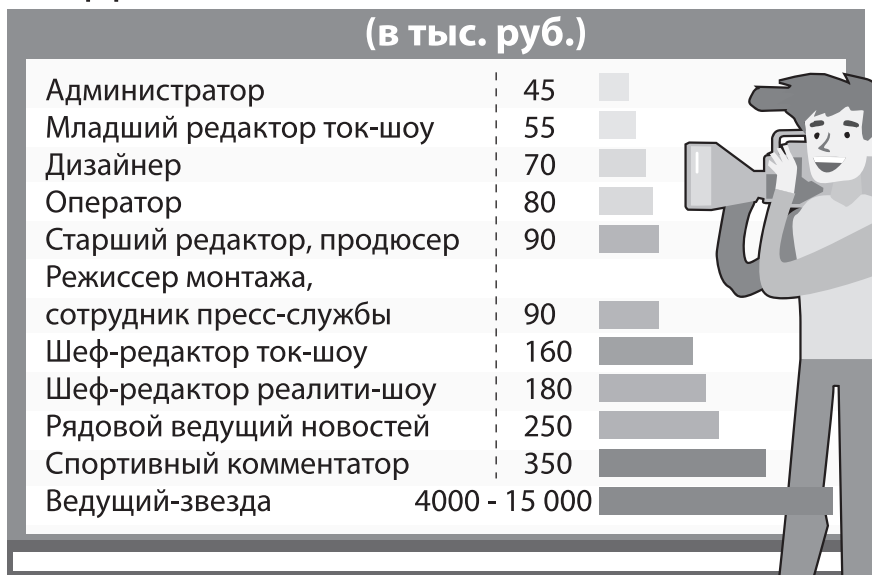 (в тыс. руб.)
Администратор 45
Младший редактор ток-шоу 55
Дизайнер 70
Оператор 80
Старший редактор, продюсер 90
Режиссер монтажа,
сотрудник пресс-службы 90
Шеф-редактор ток-шоу 160
Шеф-редактор реалити-шоу 180
Рядовой ведущий новостей 250
Спортивный комментатор 350
Ведущий-звезда 4000 - 15 000